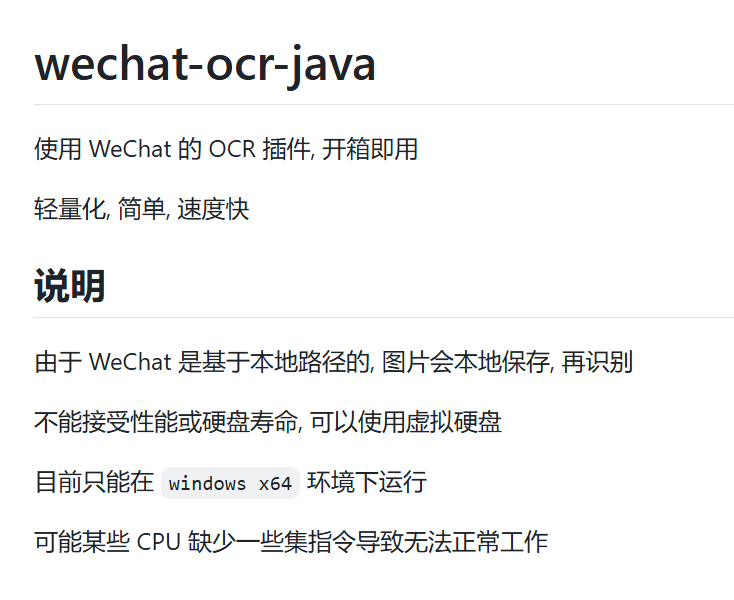 wechat-ocr-java
使用 WeChat 的 OCR 插件, 开箱即用
轻量化, 简单, 速度快
说明
由于 WeChat 是基于本地路径的, 图片会本地保存, 再识别
不能接受性能或硬盘寿命, 可以使用虚拟硬盘
目前只能在 windows x64 环境下运行
可能某些 CPU 缺少一些集指令导致无法正常工作